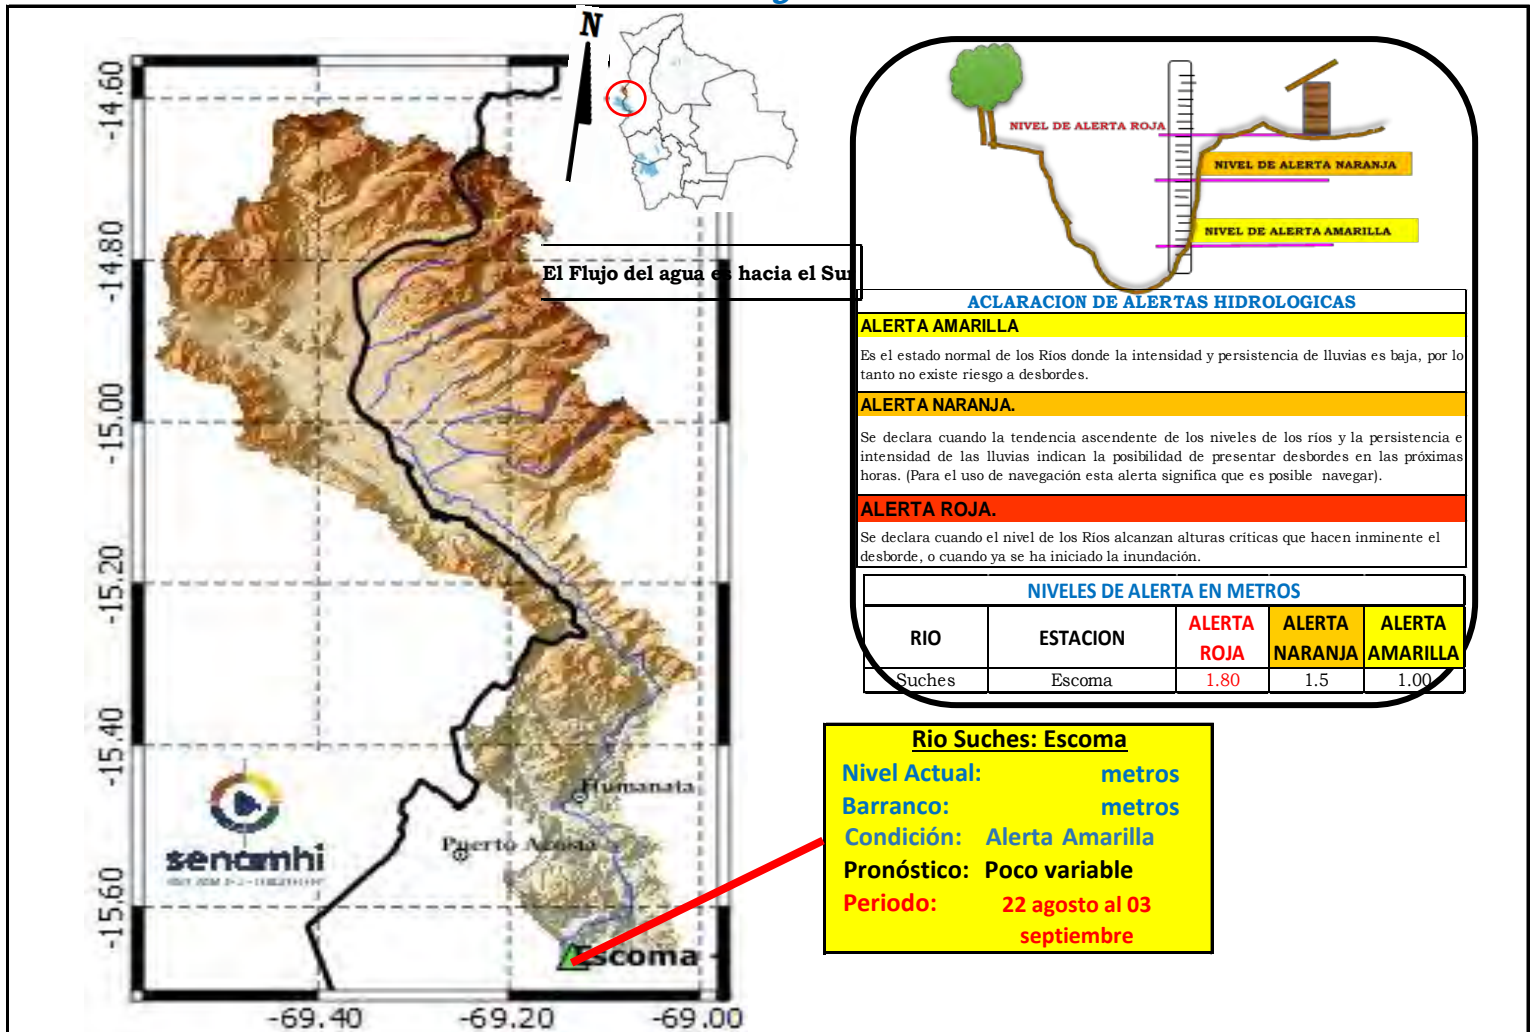 N
-14.60
-14.80
-15.00
-15.20
-15.40
-15.60
-69.40
-69.20
-69.00
El Flujo del agua es hacia el Sur
Humanata
Puerto Acosta
Escoma
senamhi
NIVEL DE ALERTA ROJA
NIVEL DE ALERTA NARANJA
NIVEL DE ALERTA AMARILLA
ACLARACION DE ALERTAS HIDROLOGICAS
ALERTA AMARILLA
Es el estado normal de los Ríos donde la intensidad y persistencia de lluvias es baja, por lo
tanto no existe riesgo a desbordes.
ALERTA NARANJA.
Se declara cuando la tendencia ascendente de los niveles de los ríos y la persistencia e
intensidad de las lluvias indican la posibilidad de presentar desbordes en las próximas
horas. (Para el uso de navegación esta alerta significa que es posible navegar).
ALERTA ROJA.
Se declara cuando el nivel de los Ríos alcanzan alturas críticas que hacen inminente el
desborde, o cuando ya se ha iniciado la inundación.
NIVELES DE ALERTA EN METROS
RIO ESTACION ALERTA ROJA ALERTA NARANJA ALERTA AMARILLA
Suches Escoma 1.80 1.5 1.00
Rio Suches: Escoma
Nivel Actual: metros
Barranco: metros
Condición: Alerta Amarilla
Pronóstico: Poco variable
Periodo: 22 agosto al 03
septiembre